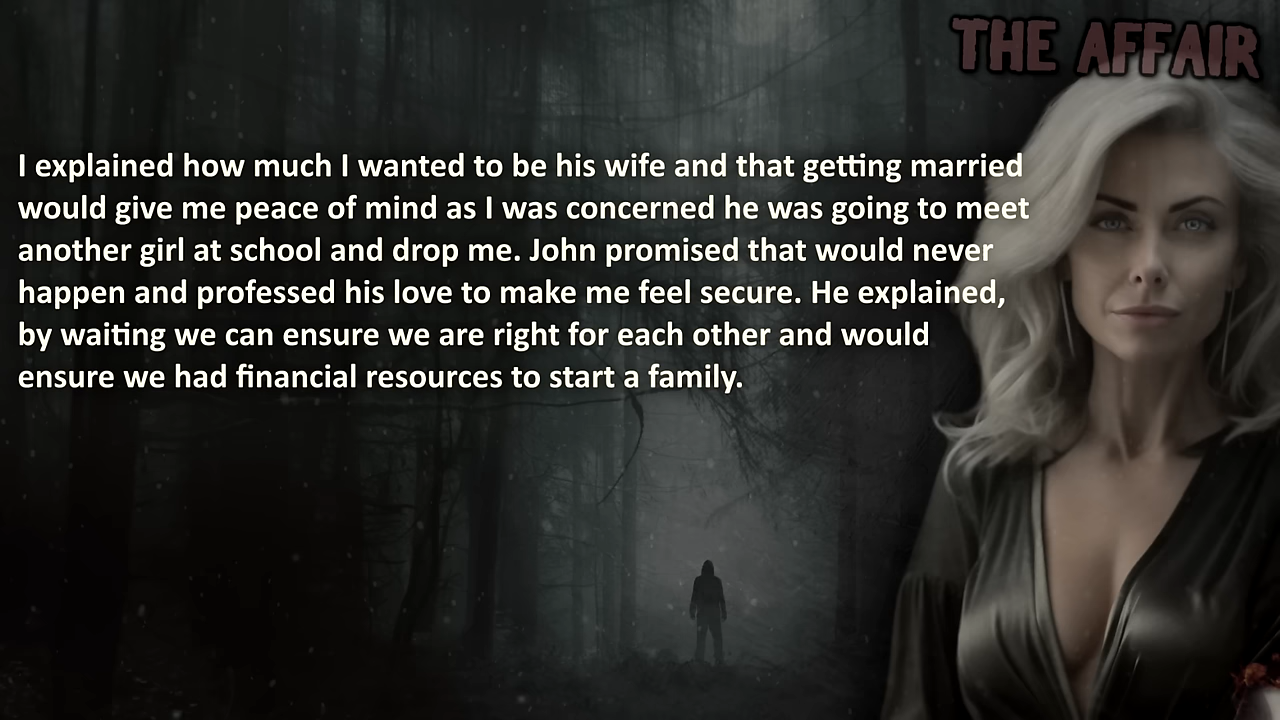 THE AFFAIR
I explained how much I wanted to be his wife and that getting married
would give me peace of mind as I was concerned he was going to meet
another girl at school and drop me. John promised that would never
happen and professed his love to make me feel secure. He explained,
by waiting we can ensure we are right for each other and would
ensure we had financial resources to start a family.